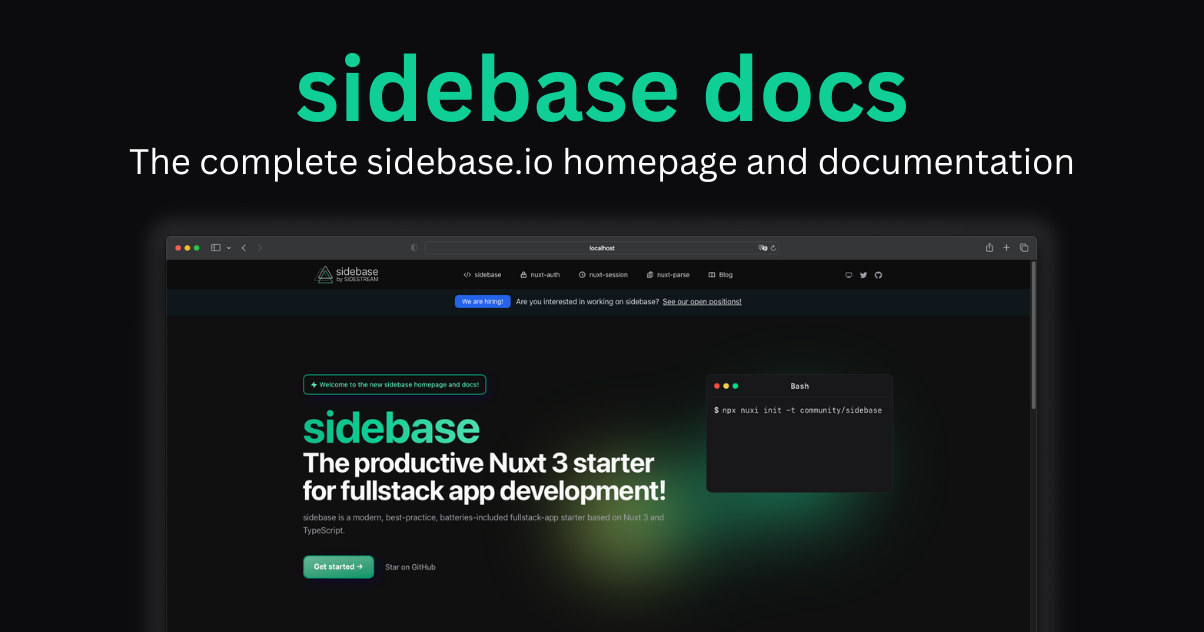 sidebase docs
The complete sidebase.io homepage and documentation
localhost
sidebase
by SIDESTREAM
sidebase
nuxt-auth
nuxt-session
nuxt-parse
Blog
We are hiring! Are you interested in working on sidebase? See our open positions!
Welcome to the new sidebase homepage and docs!
sidebase
The productive Nuxt 3 starter
for fullstack app development!
sidebase is a modern, best-practice, batteries-included fullstack-app starter based on Nuxt 3 and
TypeScript.
Get started →
Star on GitHub
Bash
$ npx nuxi init -t community/sidebase